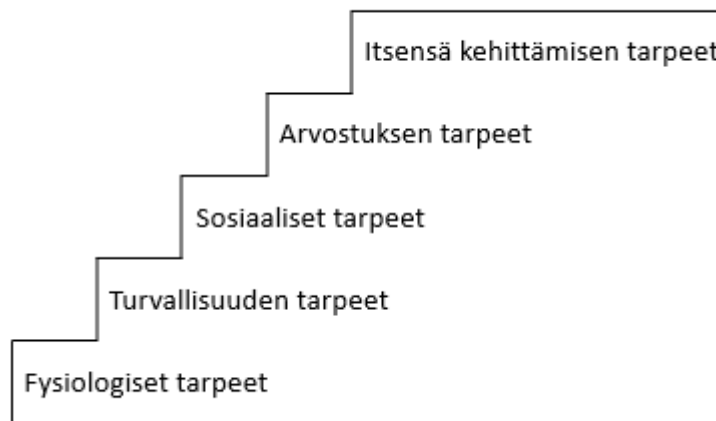 Itsensä kehittämisen tarpeet
Arvostuksen tarpeet
Sosiaaliset tarpeet
Turvallisuuden tarpeet
Fysiologiset tarpeet